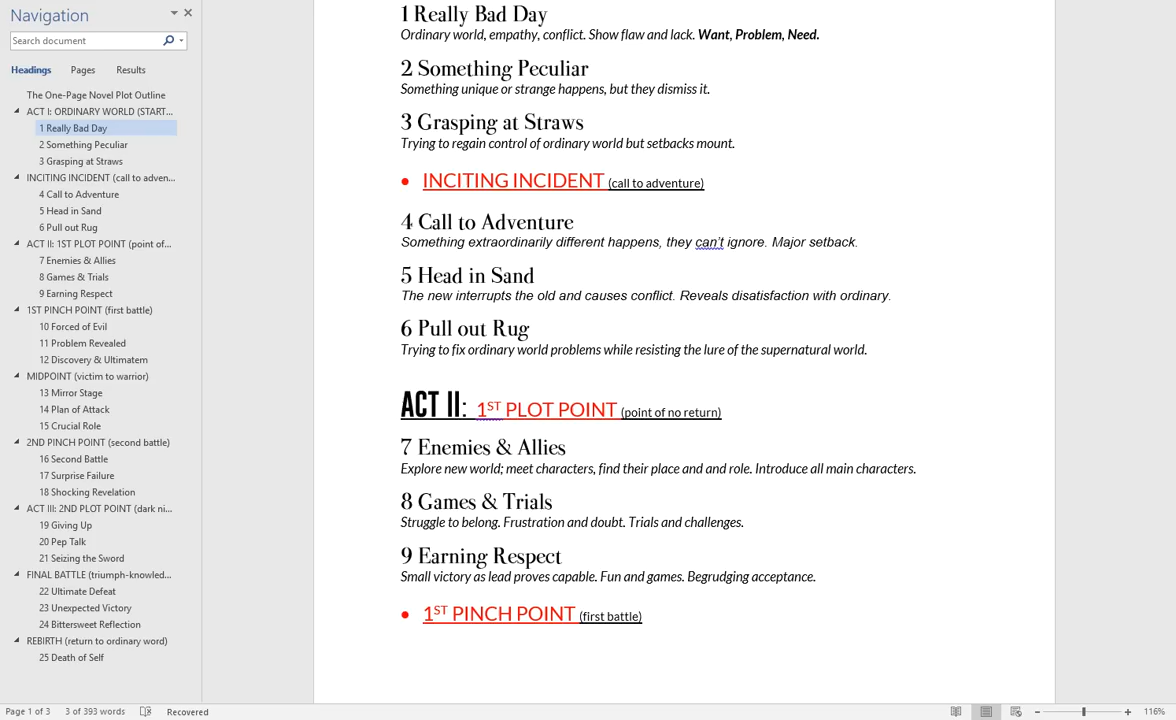 Navigation
Search document
Headings Pages Results
The One-Page Novel Plot Outline
ACT I: ORDINARY WORLD (START...
1 Really Bad Day
2 Something Peculiar
3 Grasping at Straws
INCITING INCIDENT (call to adven...
4 Call to Adventure
5 Head in Sand
6 Pull out Rug
ACT II: 1ST PLOT POINT (point of...
7 Enemies & Allies
8 Games & Trials
9 Earning Respect
1ST PINCH POINT (first battle)
10 Forced of Evil
11 Problem Revealed
12 Discovery & Ultimatem
MIDPOINT (victim to warrior)
13 Mirror Stage
14 Plan of Attack
15 Crucial Role
2ND PINCH POINT (second battle)
16 Second Battle
17 Surprise Failure
18 Shocking Revelation
ACT III: 2ND PLOT POINT (dark ni...
19 Giving Up
20 Pep Talk
21 Seizing the Sword
FINAL BATTLE (triumph-knowled...
22 Ultimate Defeat
23 Unexpected Victory
24 Bittersweet Reflection
REBIRTH (return to ordinary word)
25 Death of Self
1 Really Bad Day
Ordinary world, empathy, conflict. Show flaw and lack. Want, Problem, Need.
2 Something Peculiar
Something unique or strange happens, but they dismiss it.
3 Grasping at Straws
Trying to regain control of ordinary world but setbacks mount.
• INCITING INCIDENT (call to adventure)
4 Call to Adventure
Something extraordinarily different happens, they can't ignore. Major setback.
5 Head in Sand
The new interrupts the old and causes conflict. Reveals disatisfaction with ordinary.
6 Pull out Rug
Trying to fix ordinary world problems while resisting the lure of the supernatural world.
ACT II: 1ST PLOT POINT (point of no return)
7 Enemies & Allies
Explore new world; meet characters, find their place and and role. Introduce all main characters.
8 Games & Trials
Struggle to belong. Frustration and doubt. Trials and challenges.
9 Earning Respect
Small victory as lead proves capable. Fun and games. Begrudging acceptance.
• 1ST PINCH POINT (first battle)
Page 1 of 3 3 of 393 words Recovered 116%